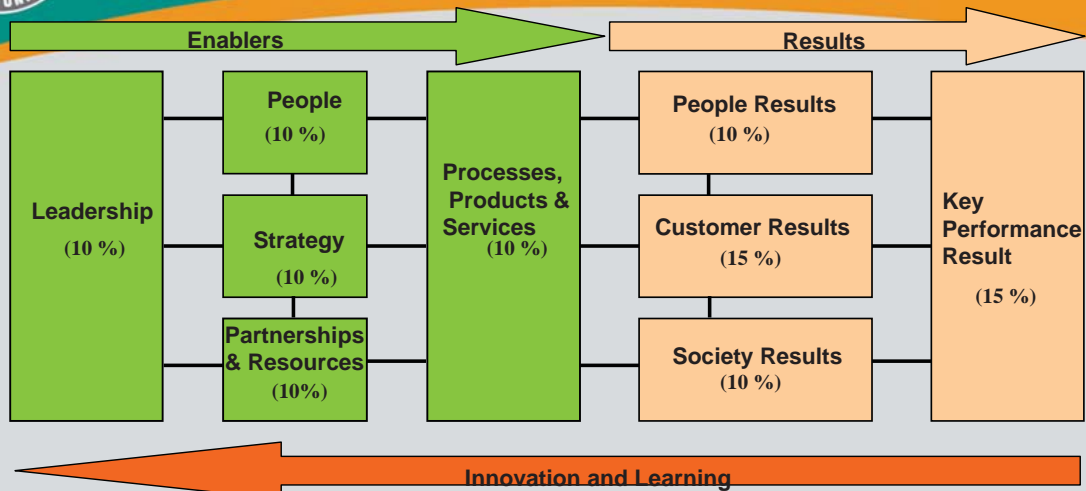 Enablers
Results
Leadership
(10 %)
People
(10 %)
Strategy
(10 %)
Partnerships
& Resources
(10%)
Processes,
Products &
Services
(10 %)
People Results
(10 %)
Customer Results
(15 %)
Society Results
(10 %)
Key
Performance
Result
(15 %)
Innovation and Learning